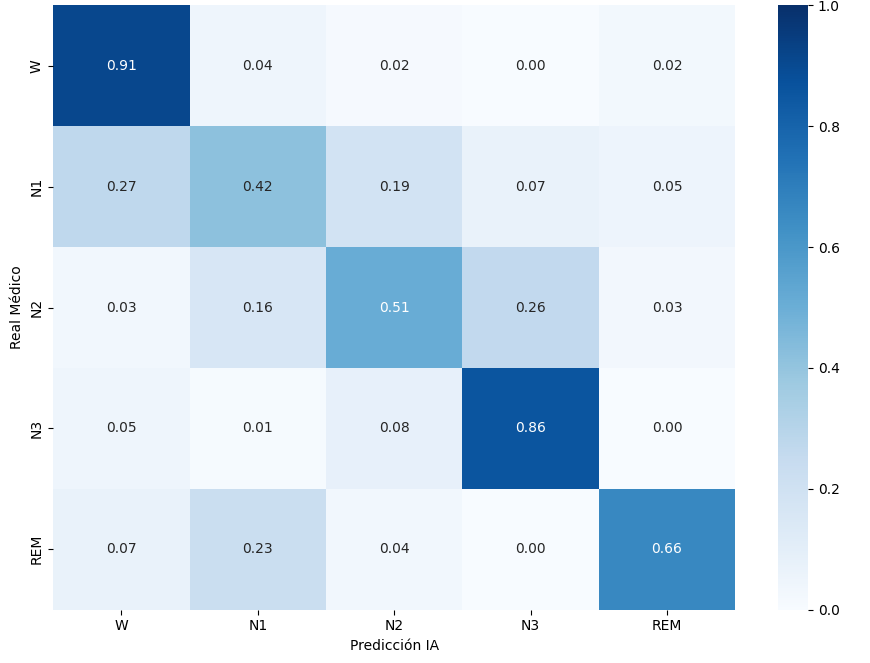 W 0.91 0.04 0.02 0.00 0.02
N1 0.27 0.42 0.19 0.07 0.05
N2 0.03 0.16 0.51 0.26 0.03
N3 0.05 0.01 0.08 0.86 0.00
REM 0.07 0.23 0.04 0.00 0.66
W N1 N2 N3 REM
Real Médico
Predicción IA
1.0
0.8
0.6
0.4
0.2
0.0